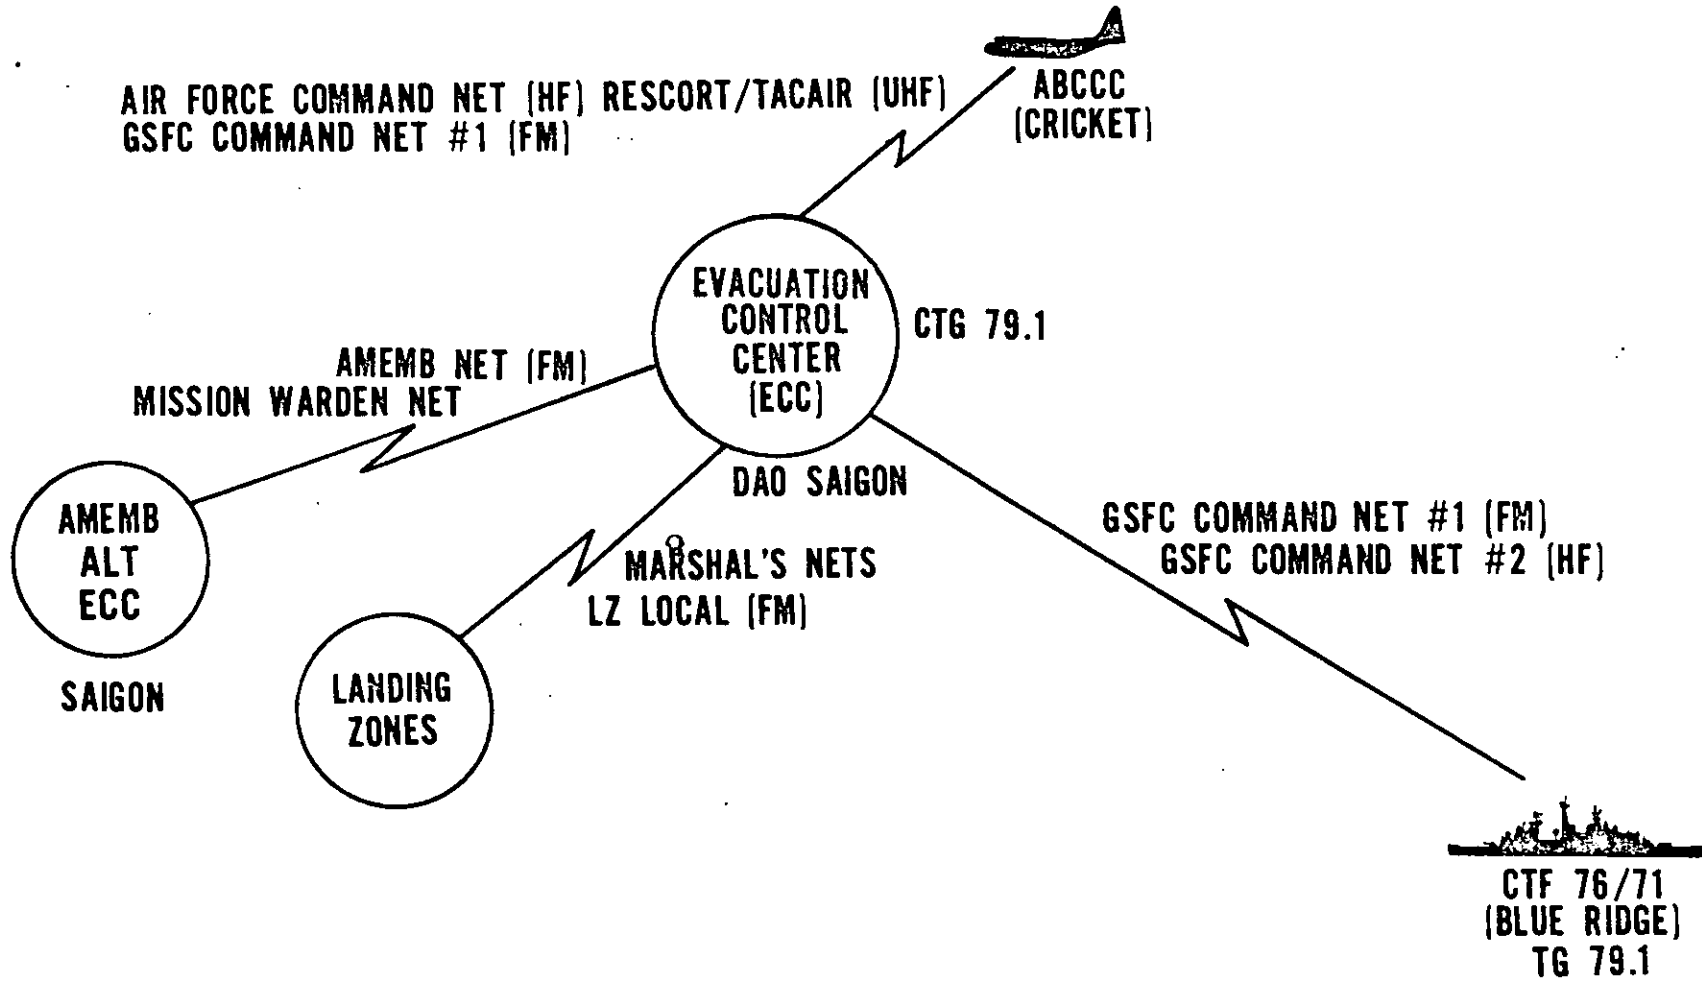 AIR FORCE COMMAND NET (HF) RESCORT/TACAIR (UHF)
GSFC COMMAND NET #1 (FM)
ABCCC
(CRICKET)
EVACUATION
CONTROL
CENTER
(ECC)
CTG 79.1
DAO SAIGON
AMEMB NET (FM)
MISSION WARDEN NET
AMEMB
ALT
ECC
SAIGON
MARSHAL'S NETS
LZ LOCAL (FM)
LANDING
ZONES
GSFC COMMAND NET #1 (FM)
GSFC COMMAND NET #2 (HF)
CTF 76/71
(BLUE RIDGE)
TG 79.1